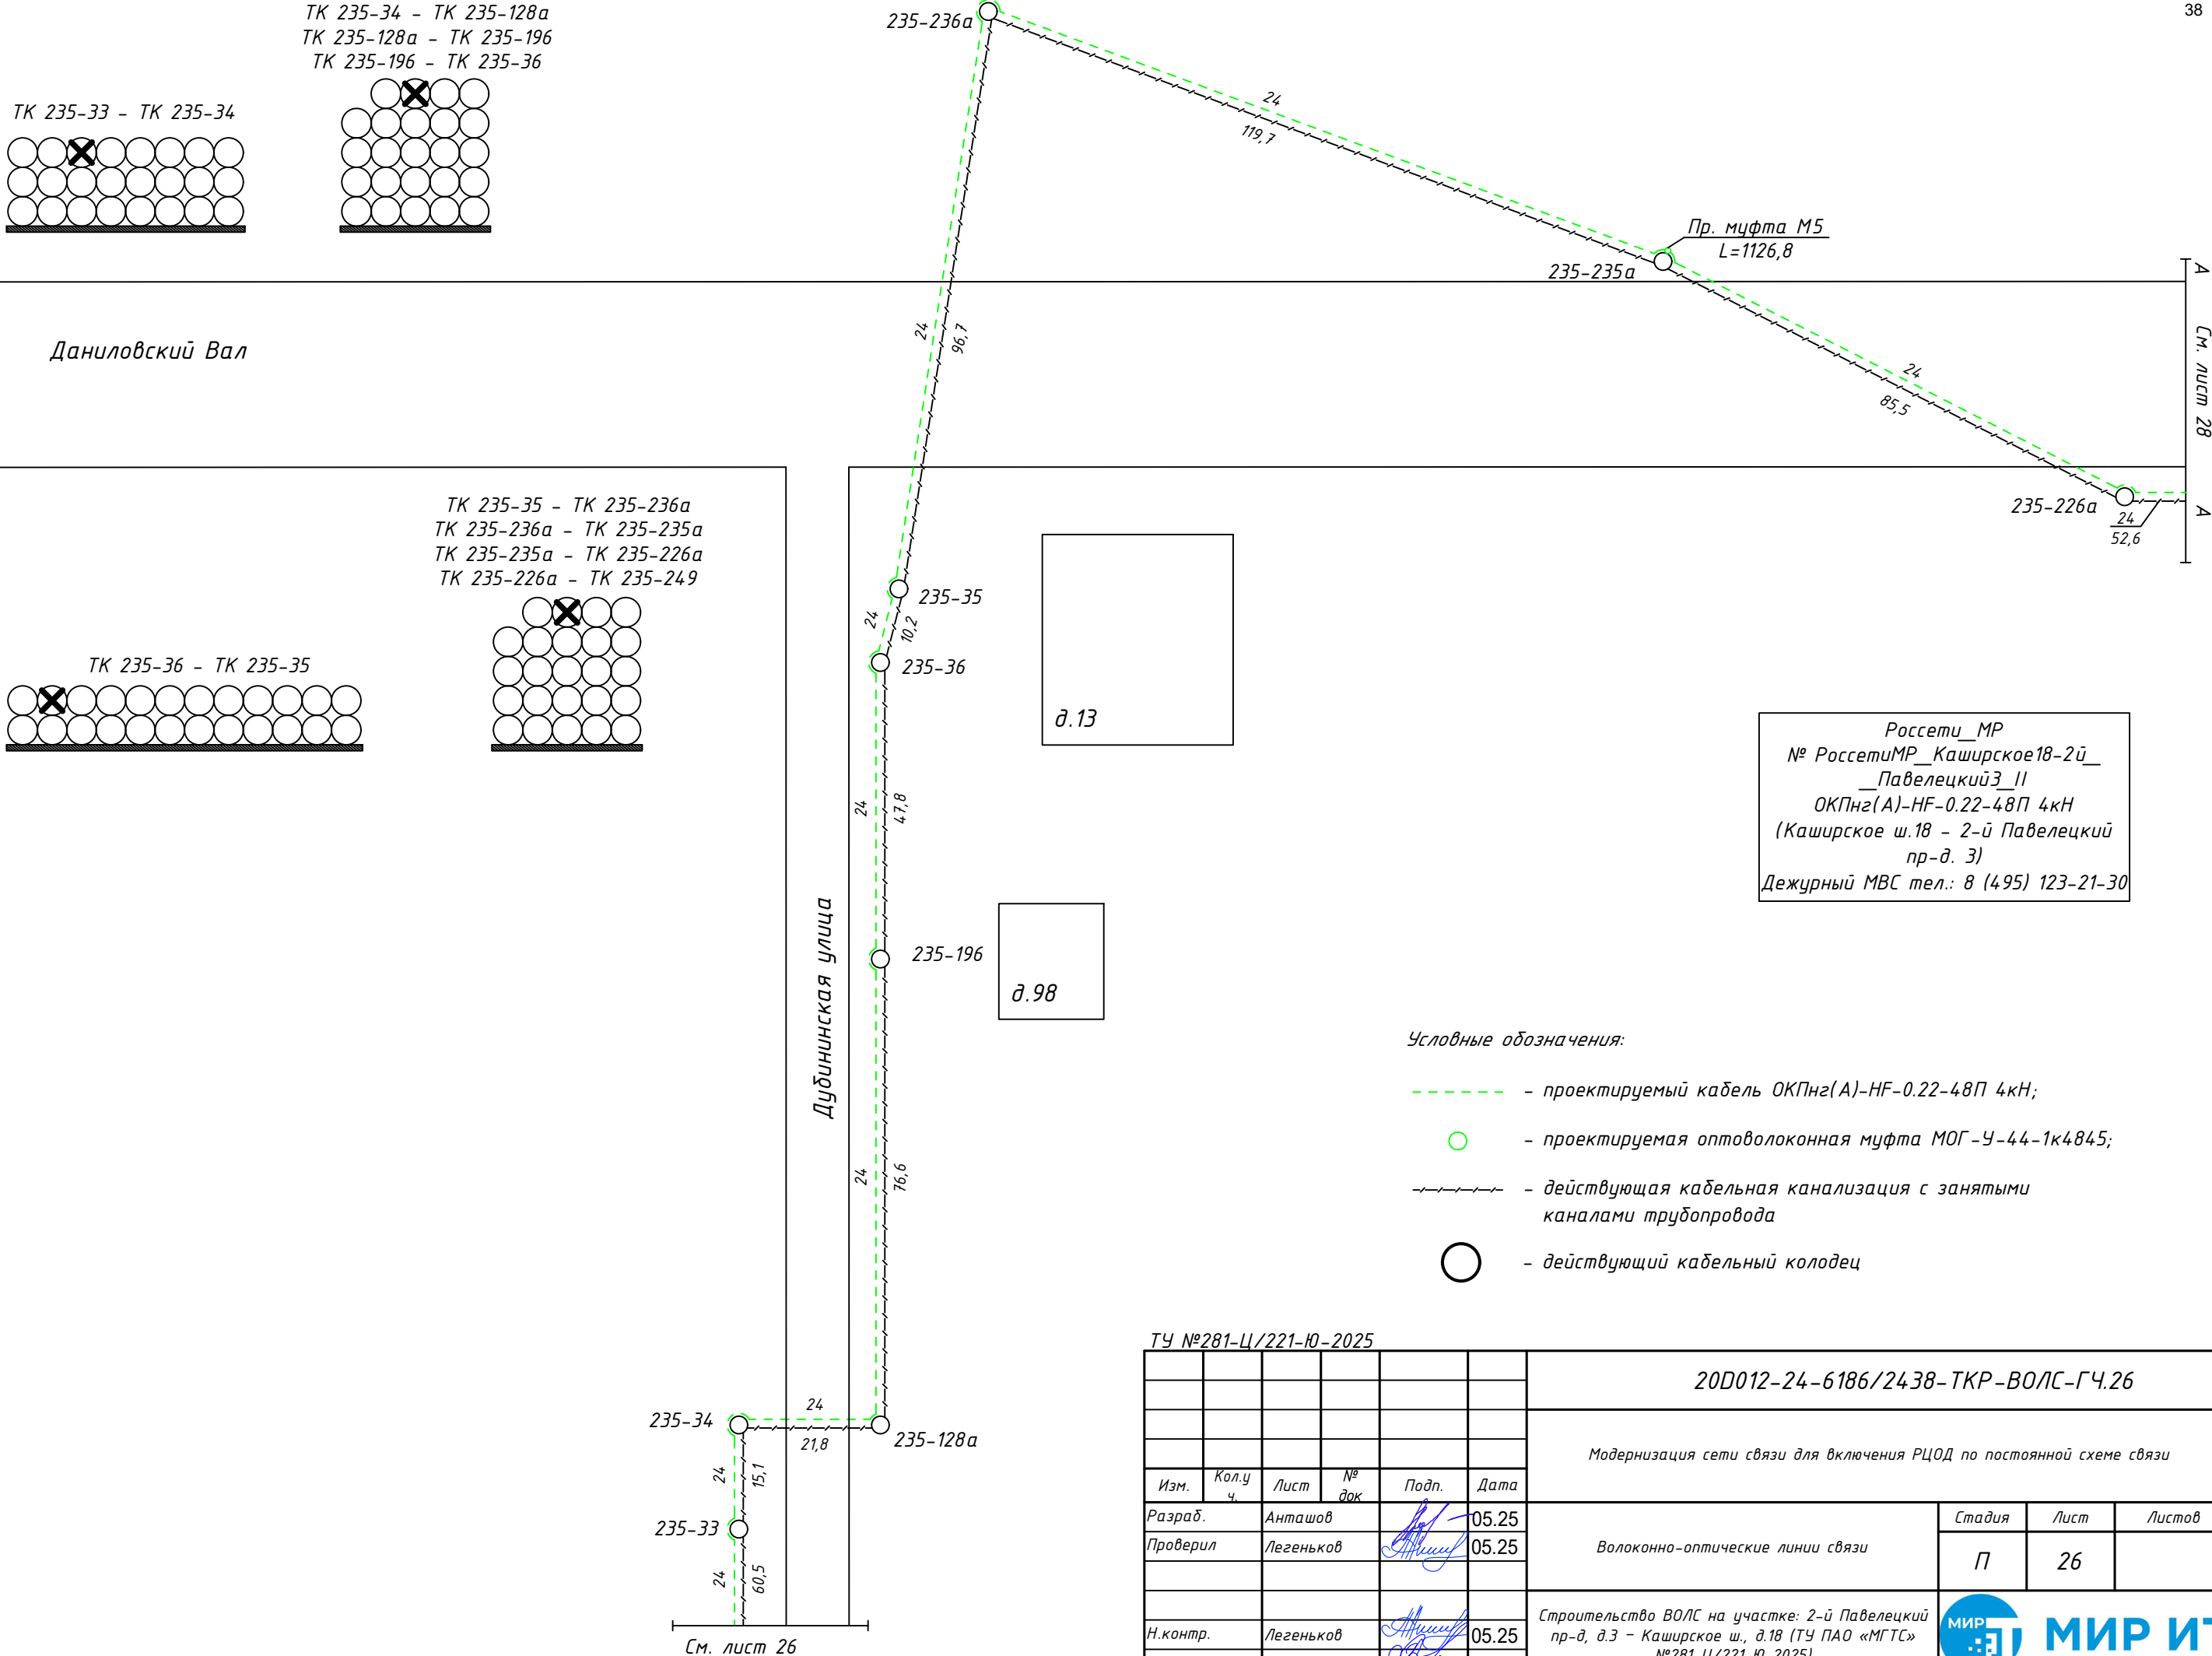 38
ТК 235-34 - ТК 235-128а
ТК 235-128а - ТК 235-196
ТК 235-196 - ТК 235-36
ТК 235-33 - ТК 235-34
235-236а
24
119,7
Пр. муфта М5
L=1126,8
235-235а
А
См. лист 28
А
Даниловский Вал
24
96,7
24
85,5
235-226а
24
52,6
ТК 235-35 - ТК 235-236а
ТК 235-236а - ТК 235-235а
ТК 235-235а - ТК 235-226а
ТК 235-226а - ТК 235-249
ТК 235-36 - ТК 235-35
235-35
24
10,2
235-36
д.13
24
47,8
Россети_МР
№ РоссетиМР_Каширское18-2й_
_Павелецкий3_II
ОКПнг(А)-HF-0.22-48П 4кН
(Каширское ш.18 - 2-й Павелецкий
пр-д. 3)
Дежурный МВС тел.: 8 (495) 123-21-30
Дубининская улица
235-196
д.98
24
76,6
Условные обозначения:
- проектируемый кабель ОКПнг(А)-HF-0.22-48П 4кН;
- проектируемая оптоволоконная муфта МОГ-У-44-1к4845;
- действующая кабельная канализация с занятыми
каналами трубопровода
- действующий кабельный колодец
235-34
24
21,8
235-128а
24
15,1
235-33
24
60,5
См. лист 26
ТУ №281-Ц/221-Ю-2025
20D012-24-6186/2438-ТКР-ВОЛС-ГЧ.26
Модернизация сети связи для включения РЦОД по постоянной схеме связи
Изм. Кол.у Лист № Подп. Дата
ч. док
Разраб. Анташов 05.25
Проверил Легеньков 05.25
Волоконно-оптические линии связи
Стадия Лист Листов
П 26
Н.контр. Легеньков 05.25
Строительство ВОЛС на участке: 2-й Павелецкий
пр-д, д.3 - Каширское ш., д.18 (ТУ ПАО «МГТС»
№281-Ц/221-Ю-2025)
МИР
МИР ИТ